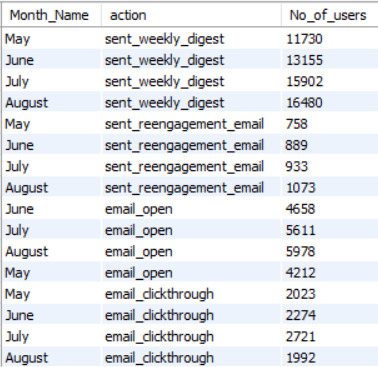 Month_Name action No_of_users
May sent_weekly_digest 11730
June sent_weekly_digest 13155
July sent_weekly_digest 15902
August sent_weekly_digest 16480
May sent_reengagement_email 758
June sent_reengagement_email 889
July sent_reengagement_email 933
August sent_reengagement_email 1073
June email_open 4658
July email_open 5611
August email_open 5978
May email_open 4212
May email_clickthrough 2023
June email_clickthrough 2274
July email_clickthrough 2721
August email_clickthrough 1992